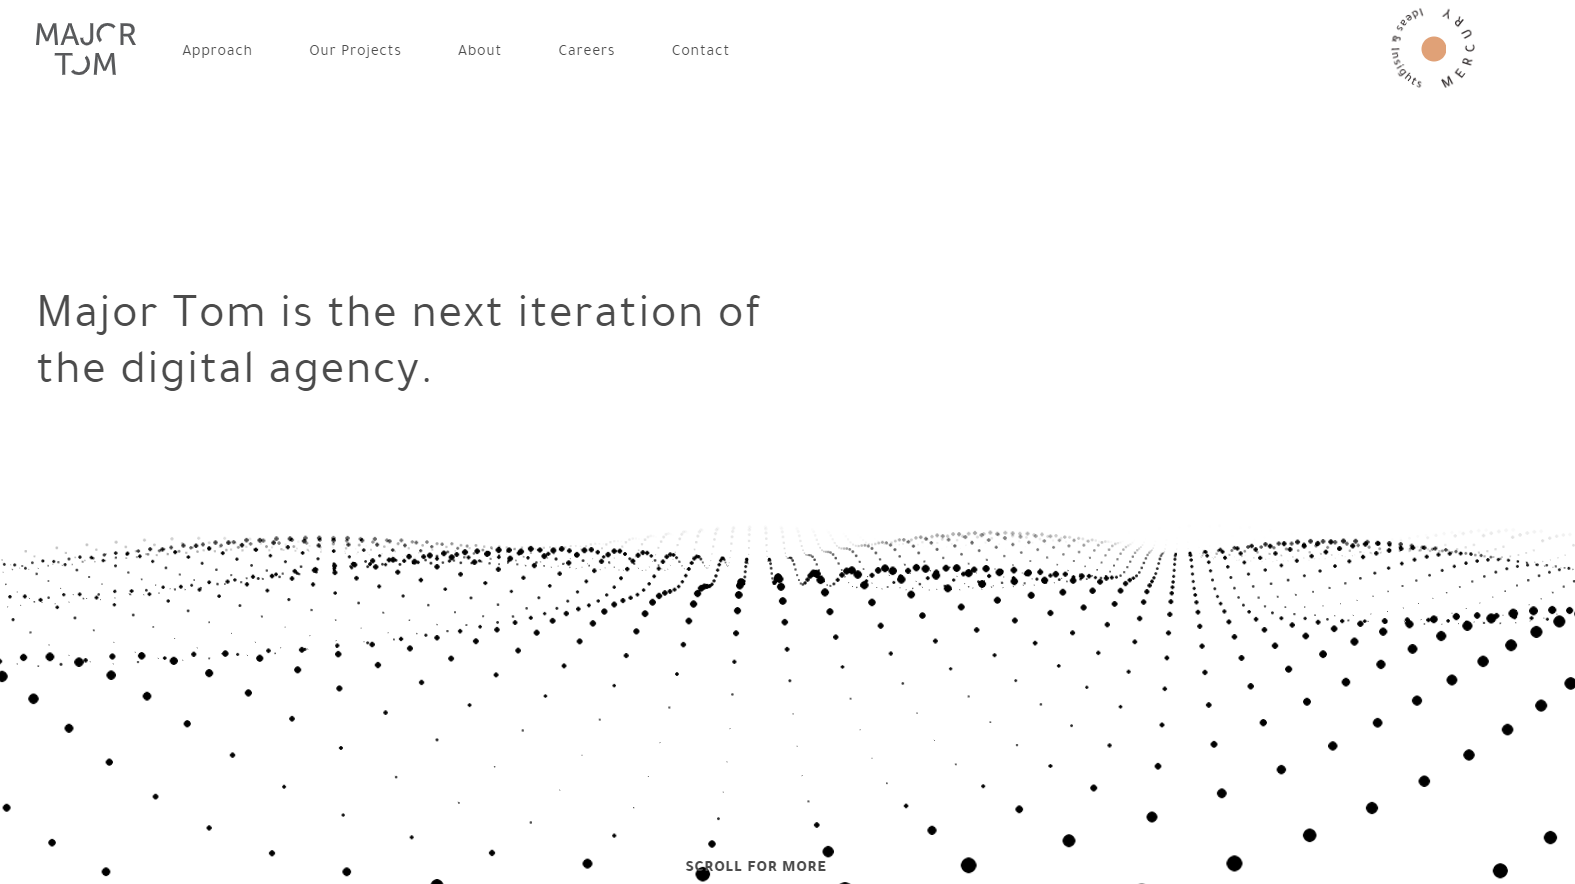 MAJOR
TOM
Approach
Our Projects
About
Careers
Contact
MERCURY
Ideas & Insights
Major Tom is the next iteration of
the digital agency.
SCROLL FOR MORE